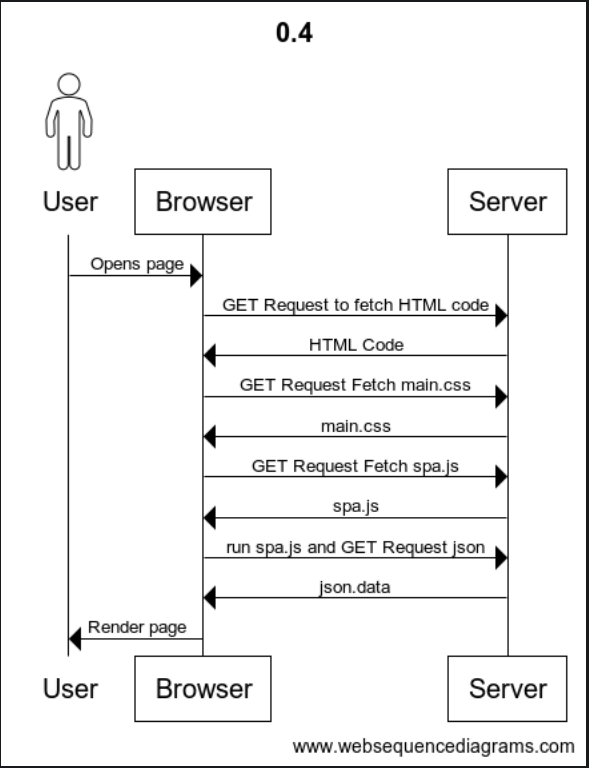 0.4
User
Browser
Server
Opens page
GET Request to fetch HTML code
HTML Code
GET Request Fetch main.css
main.css
GET Request Fetch spa.js
spa.js
run spa.js and GET Request json
json.data
Render page
User
Browser
Server
www.websequencediagrams.com